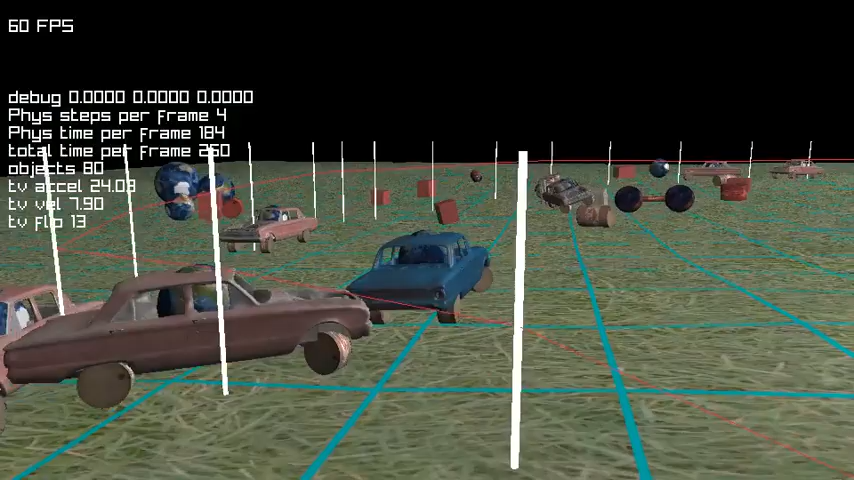 60 FPS
debug 0.0000 0.0000 0.0000
Phys steps per frame 4
Phys time per frame 184
total time per frame 260
objects 80
tv accel 24.03
tv vel 7.90
tv flip 13